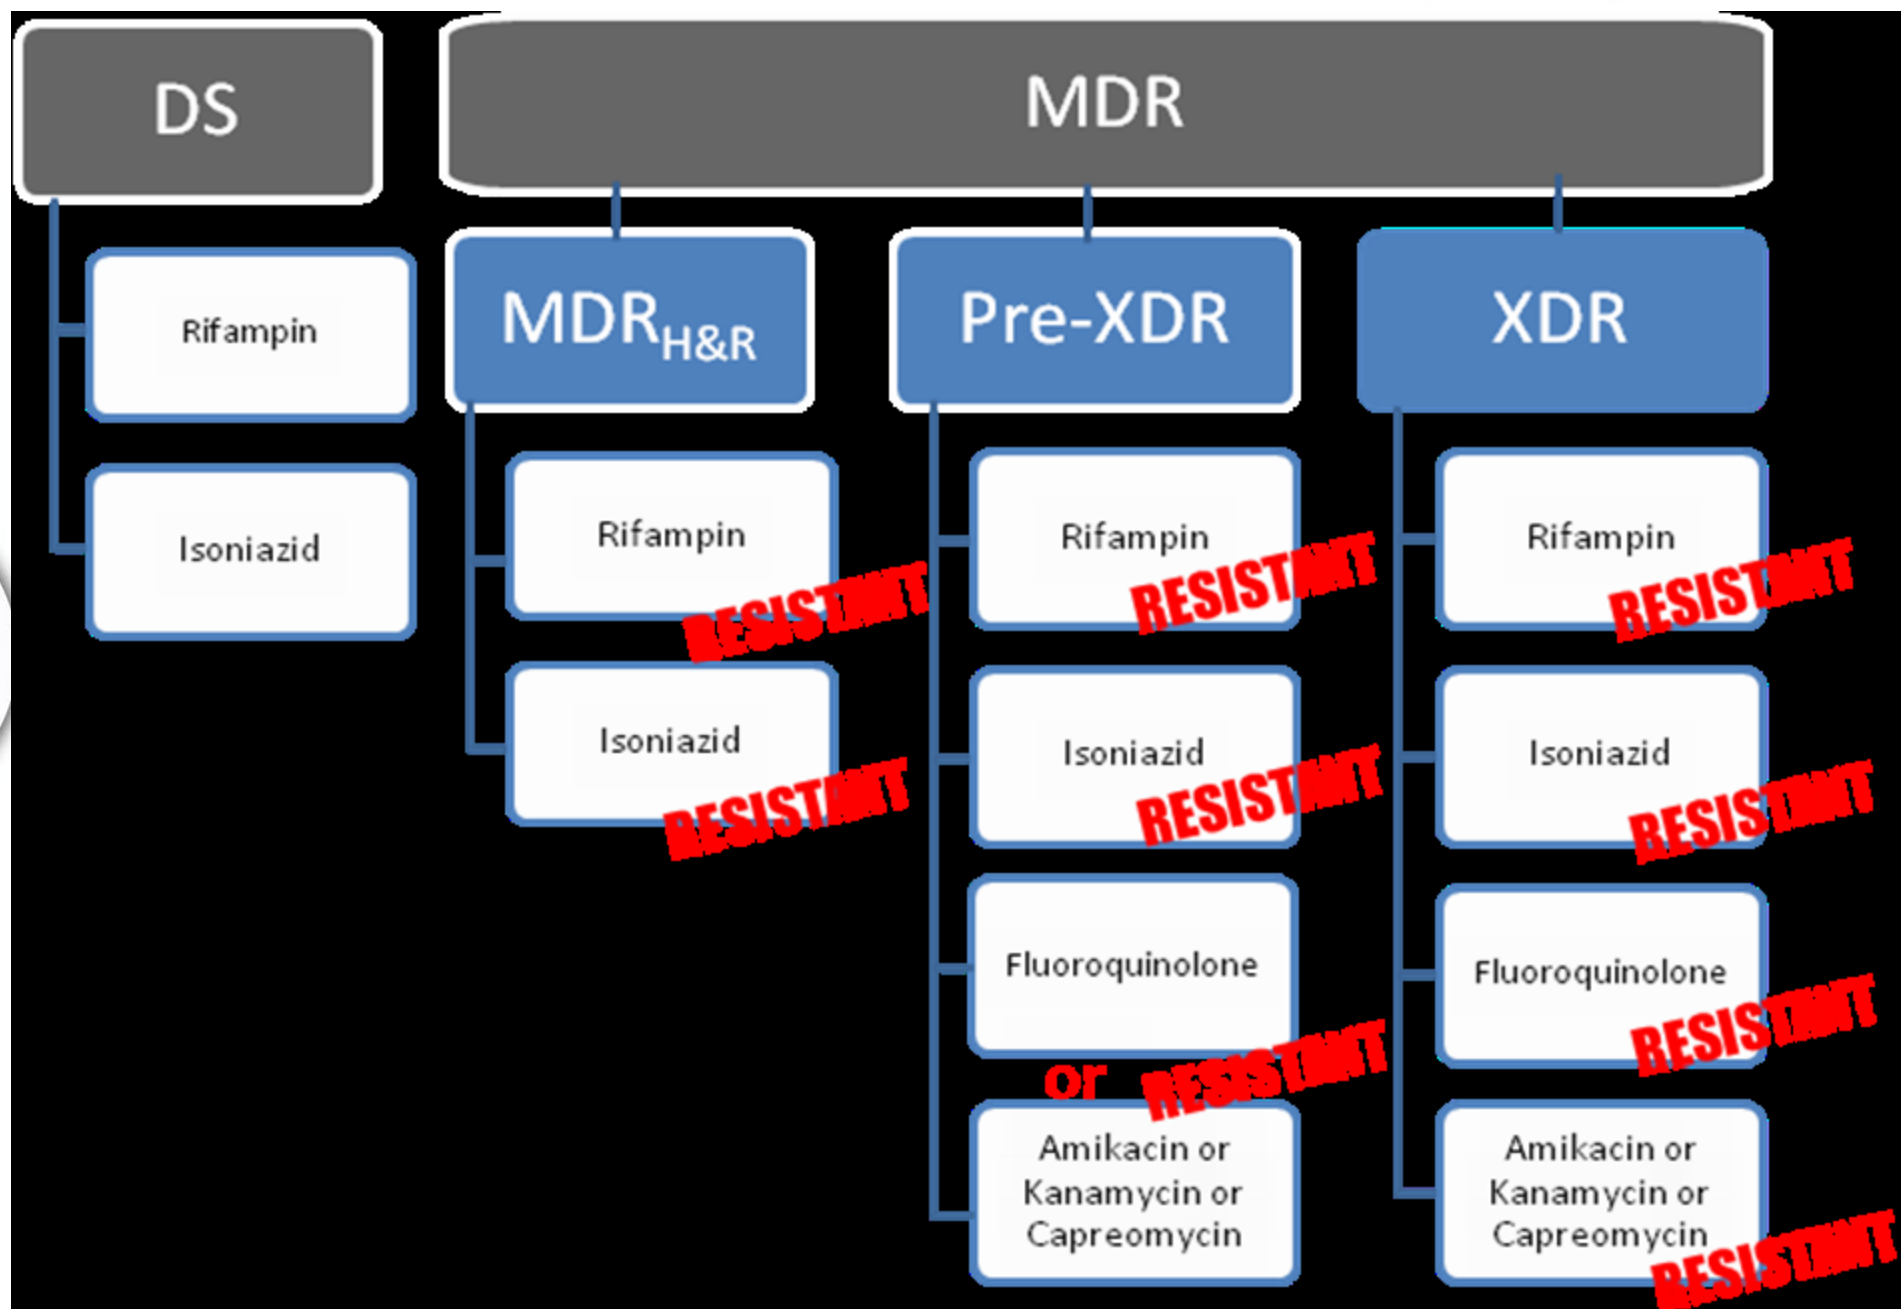 DS
Rifampin
Isoniazid
MDR
MDRH&R
Rifampin
RESISTANT
Isoniazid
RESISTANT
Pre-XDR
Rifampin
RESISTANT
Isoniazid
RESISTANT
Fluoroquinolone
or RESISTANT
Amikacin or
Kanamycin or
Capreomycin
XDR
Rifampin
RESISTANT
Isoniazid
RESISTANT
Fluoroquinolone
RESISTANT
Amikacin or
Kanamycin or
Capreomycin
RESISTANT